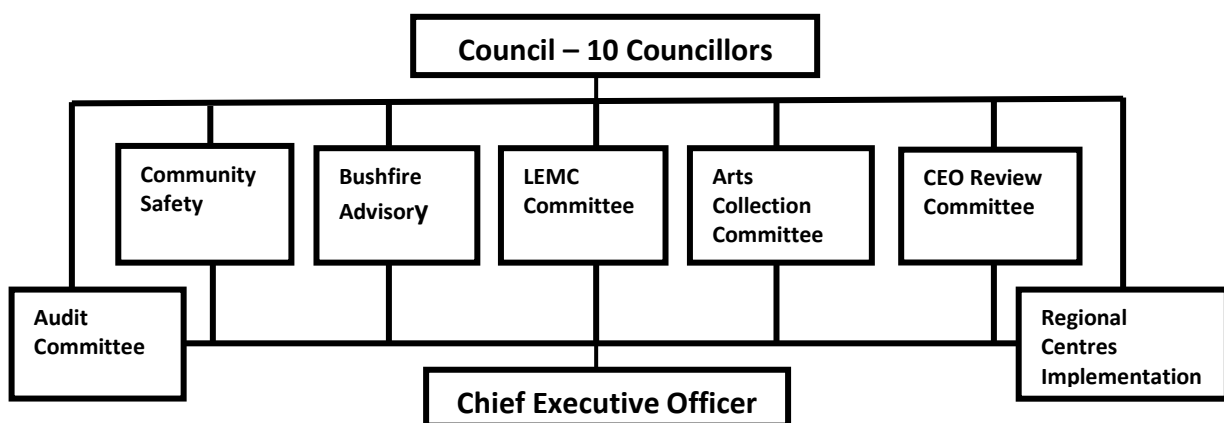 Council – 10 Councillors
Community
Safety
Bushfire
Advisory
LEMC
Committee
Arts
Collection
Committee
CEO Review
Committee
Audit
Committee
Regional
Centres
Implementation
Chief Executive Officer